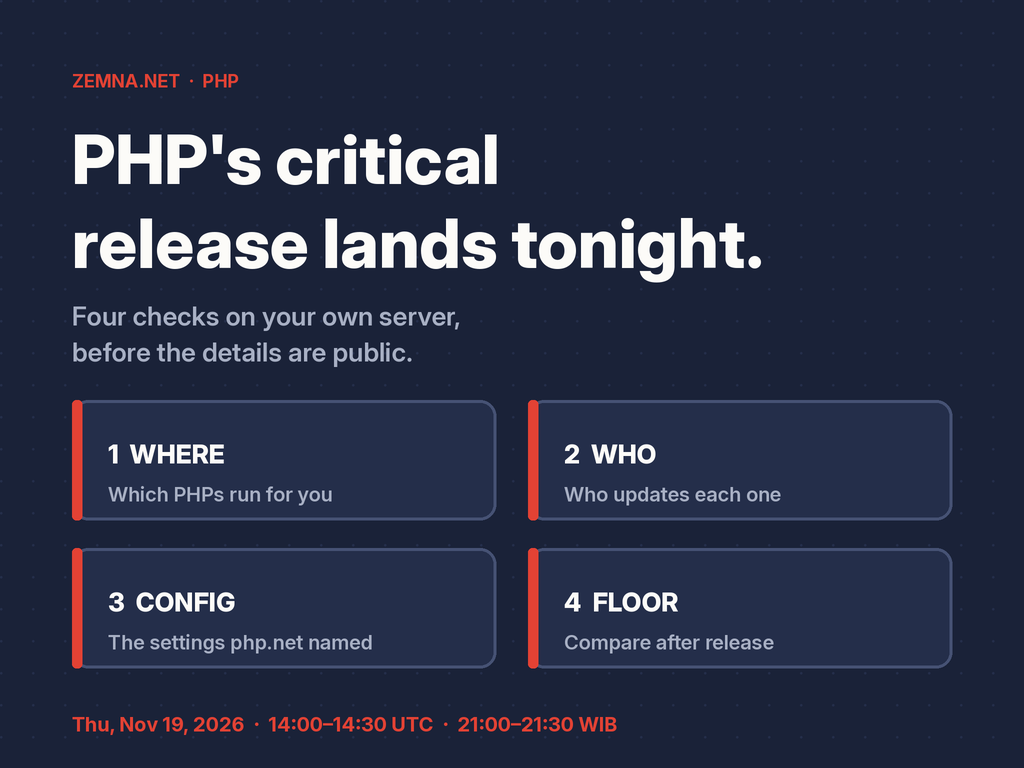 ZEMNA.NET · PHP
PHP's critical
release lands tonight.
Four checks on your own server,
before the details are public.
1 WHERE
Which PHPs run for you
2 WHO
Who updates each one
3 CONFIG
The settings php.net named
4 FLOOR
Compare after release
Thu, Nov 19, 2026 · 14:00–14:30 UTC · 21:00–21:30 WIB